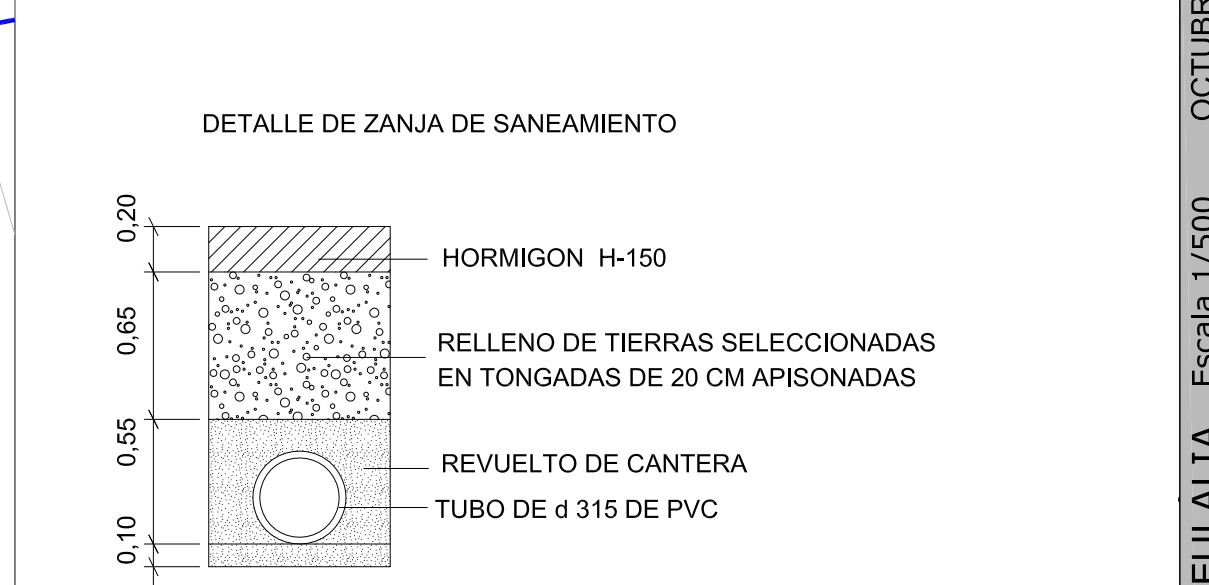 DETALLE DE ZANJA DE SANEAMIENTO
0,20
HORMIGON H-150
0,65
RELLENO DE TIERRAS SELECCIONADAS
EN TONGADAS DE 20 CM APISONADAS
0,55
REVUELTO DE CANTERA
TUBO DE d 315 DE PVC
0,10
Escala 1/500